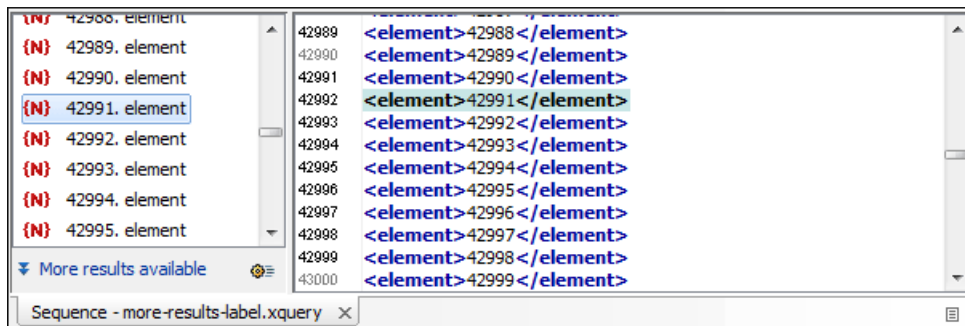 {N} 42988. element
{N} 42989. element
{N} 42990. element
{N} 42991. element
{N} 42992. element
{N} 42993. element
{N} 42994. element
{N} 42995. element
More results available
42989 <element>42988</element>
42990 <element>42989</element>
42991 <element>42990</element>
42992 <element>42991</element>
42993 <element>42992</element>
42994 <element>42993</element>
42995 <element>42994</element>
42996 <element>42995</element>
42997 <element>42996</element>
42998 <element>42997</element>
42999 <element>42998</element>
43000 <element>42999</element>
Sequence - more-results-label.xquery